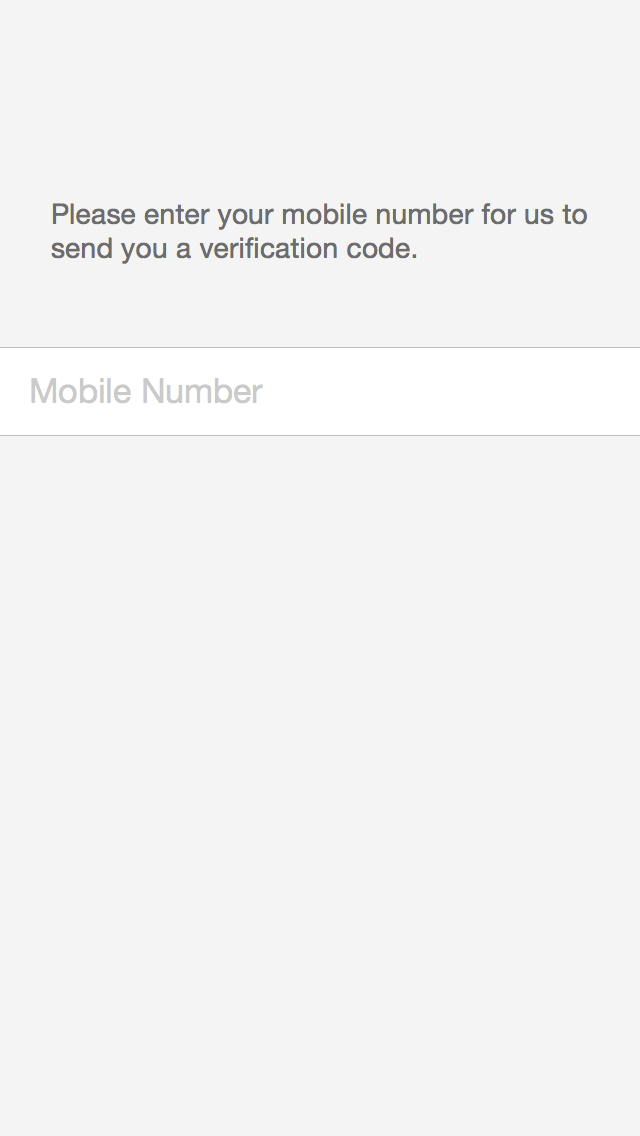 Please enter your mobile number for us to
send you a verification code.
Mobile Number